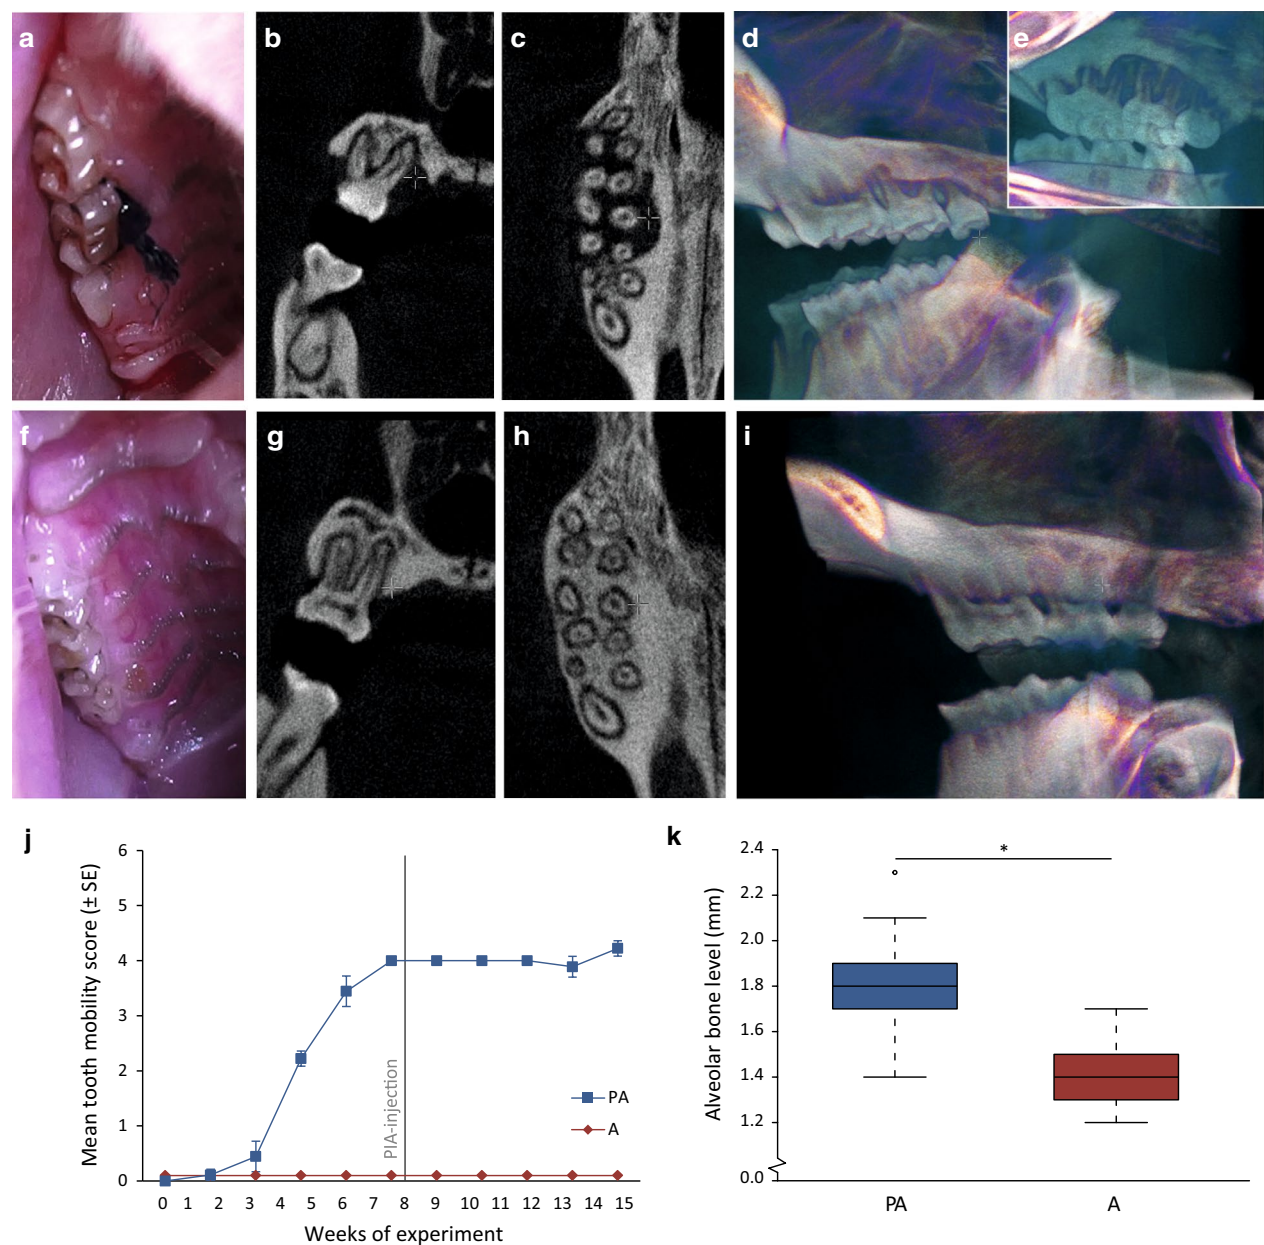 a
b
c
d
e
f
g
h
i
j
6
5
4
3
2
1
0
Mean tooth mobility score (± SE)
PIA-injection
PA
A
0 1 2 3 4 5 6 7 8 9 10 11 12 13 14 15
Weeks of experiment
k
*
2.4
2.2
2.0
1.8
1.6
1.4
1.2
0.0
Alveolar bone level (mm)
PA
A